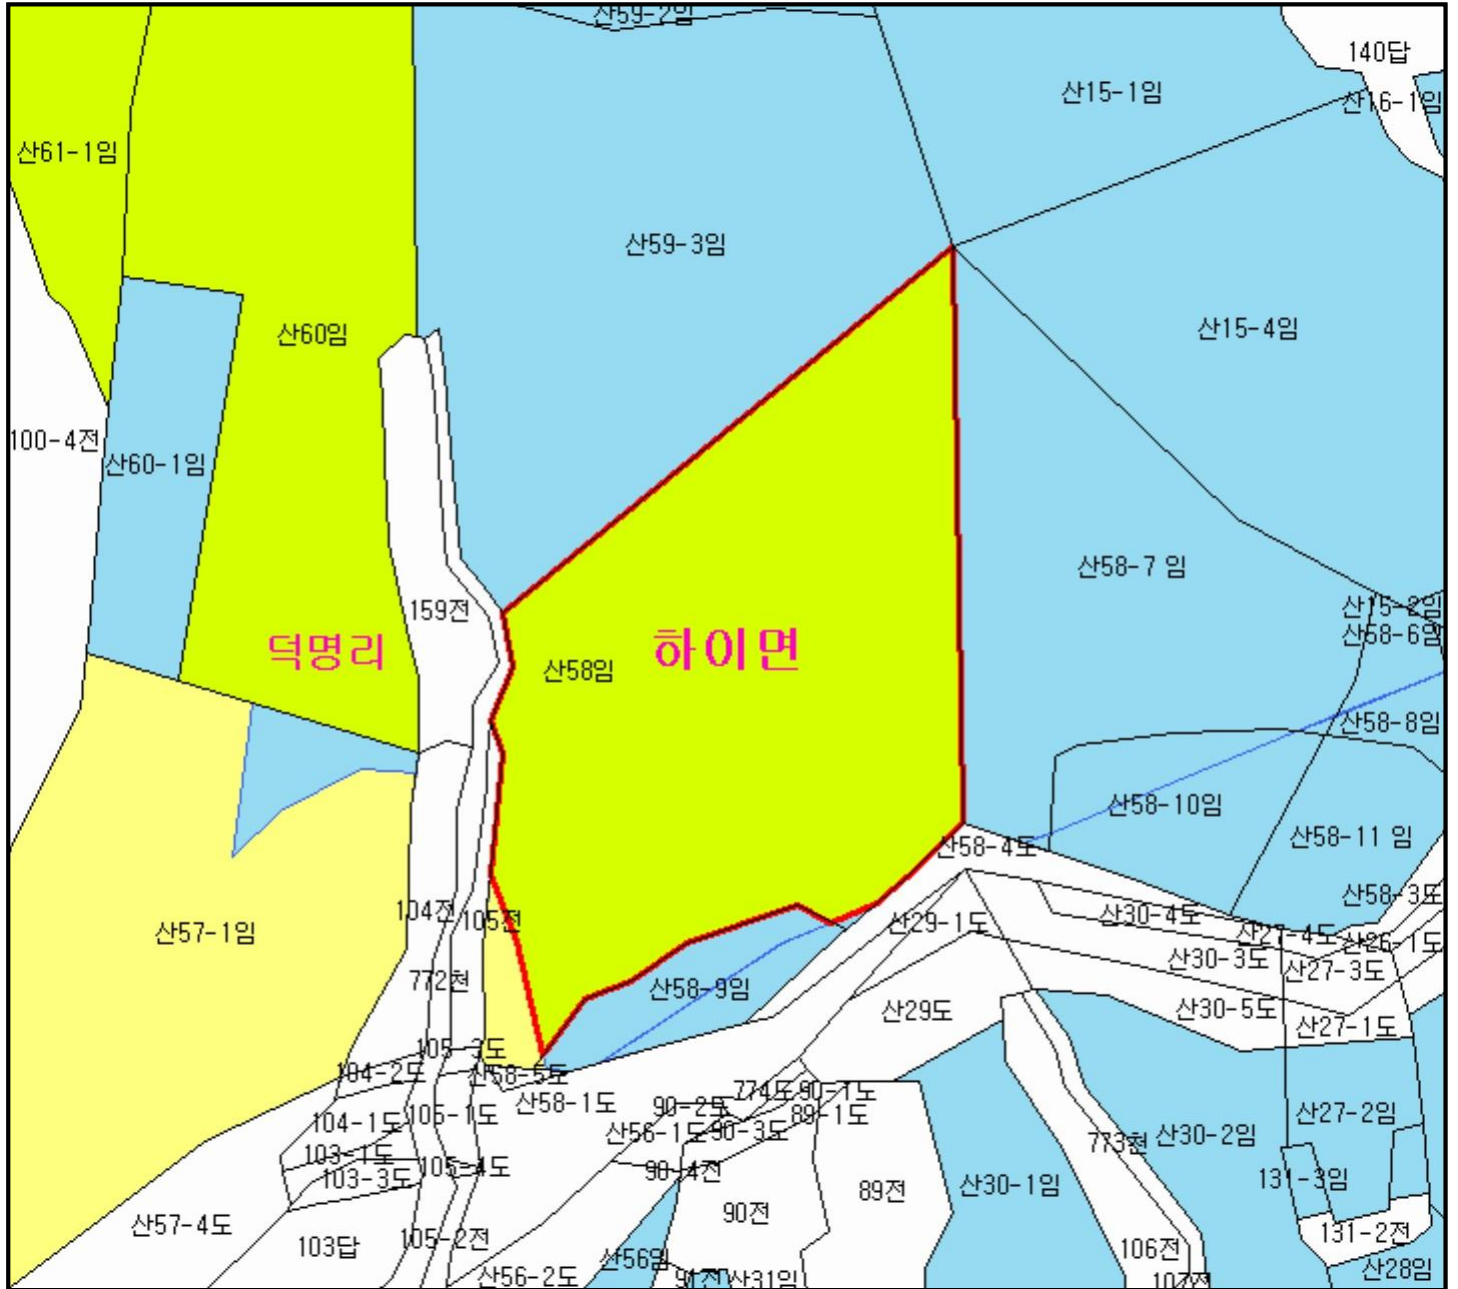 산59-2임
140답
산15-1임
산16-1임
산61-1임
산59-3임
산60임
산15-4임
100-4전
산60-1임
산58-7 임
159전
산15-2임
산58-6임
덕명리
하이면
산58임
산58-8임
산58-10임
산58-11 임
산58-4도
산58-3도
104전
105전
산29-1도
산30-4도
산57-1임
산27-4도
산26-1도
산30-3도
산27-3도
772천
산58-9임
산29도
산30-5도
산27-1도
105-3도
104-2도
산58-5도
산58-1도
774도
90-1도
90-2도
89-1도
104-1도
105-1도
산56-1도
90-3도
773천
산30-2임
산27-2임
103-1도
105-4도
103-3도
90-4전
89전
산30-1임
131-3임
산57-4도
90전
103답
105-2전
131-2전
106전
산56임
산56-2도
91전
산31임
107전
산28임